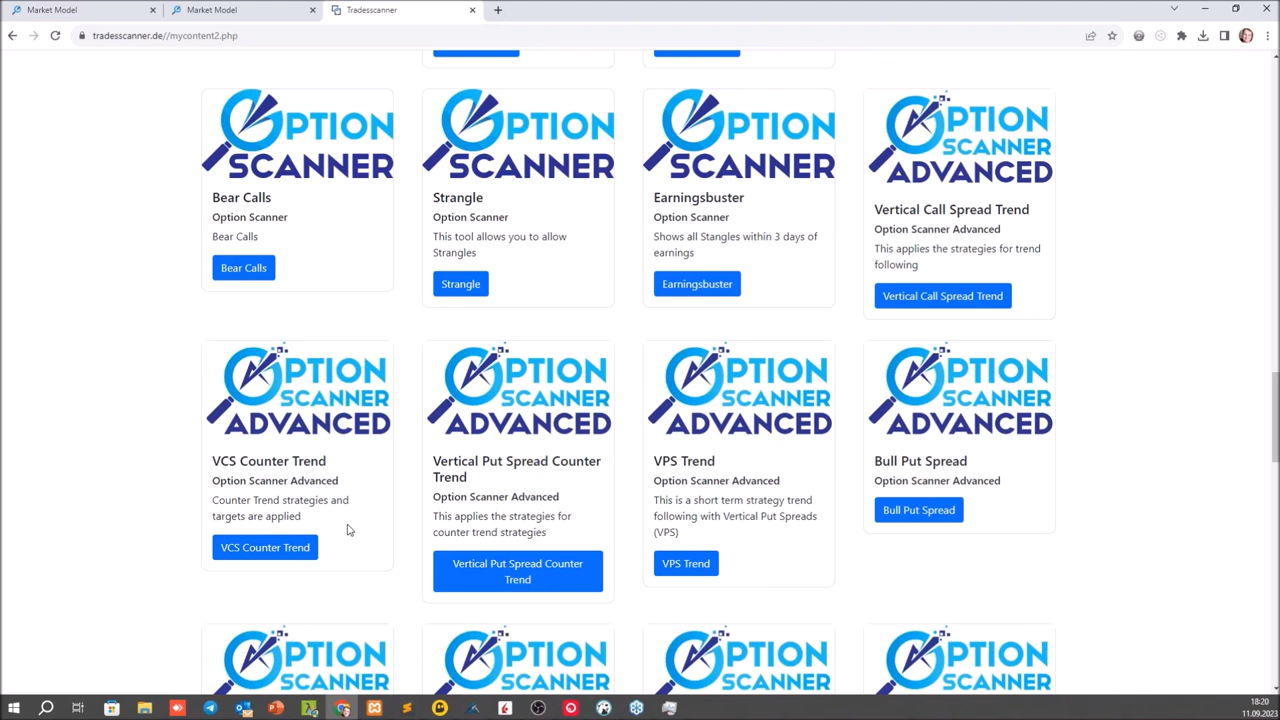 Market Model
Market Model
Tradesscanner
tradesscanner.de//mycontent2.php
OPTION
SCANNER
Bear Calls
Option Scanner
Bear Calls
Bear Calls
OPTION
SCANNER
Strangle
Option Scanner
This tool allows you to allow
Strangles
Strangle
OPTION
SCANNER
Earningsbuster
Option Scanner
Shows all Stangles within 3 days of
earnings
Earningsbuster
OPTION
SCANNER
ADVANCED
Vertical Call Spread Trend
Option Scanner Advanced
This applies the strategies for trend
following
Vertical Call Spread Trend
OPTION
SCANNER
ADVANCED
VCS Counter Trend
Option Scanner Advanced
Counter Trend strategies and
targets are applied
VCS Counter Trend
OPTION
SCANNER
ADVANCED
Vertical Put Spread Counter
Trend
Option Scanner Advanced
This applies the strategies for
counter trend strategies
Vertical Put Spread Counter
Trend
OPTION
SCANNER
ADVANCED
VPS Trend
Option Scanner Advanced
This is a short term strategy trend
following with Vertical Put Spreads
(VPS)
VPS Trend
OPTION
SCANNER
ADVANCED
Bull Put Spread
Option Scanner Advanced
Bull Put Spread
OPTION
SCANNER
OPTION
SCANNER
OPTION
SCANNER
OPTION
SCANNER
18:20
11.09.2023